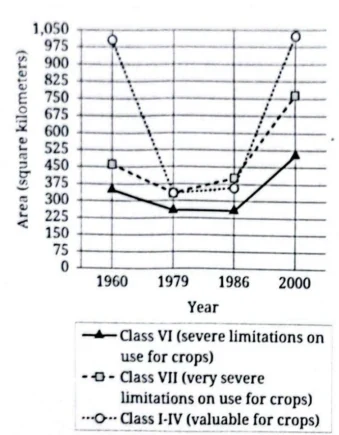 1,050
975
900
825
750
675
600
525
450
375
300
225
150
75
0
Area (square kilometers)
1960 1979 1986 2000
Year
Class VI (severe limitations on
use for crops)
Class VII (very severe
limitations on use for crops)
Class I-IV (valuable for crops)